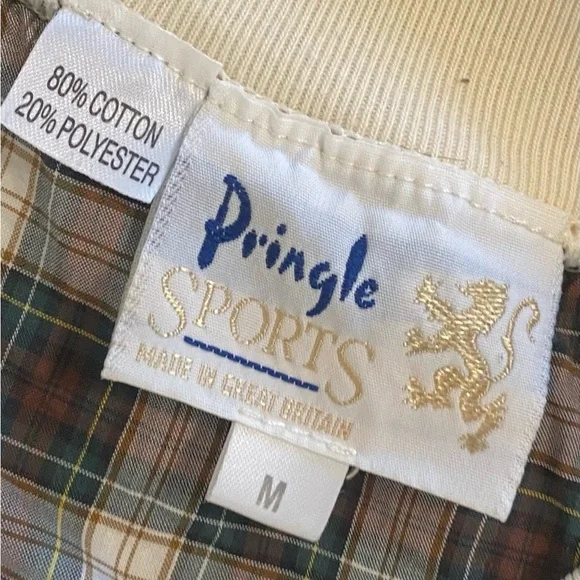 80% COTTON
20% POLYESTER
Pringle
SPORTS
MADE IN GREAT BRITAIN
M